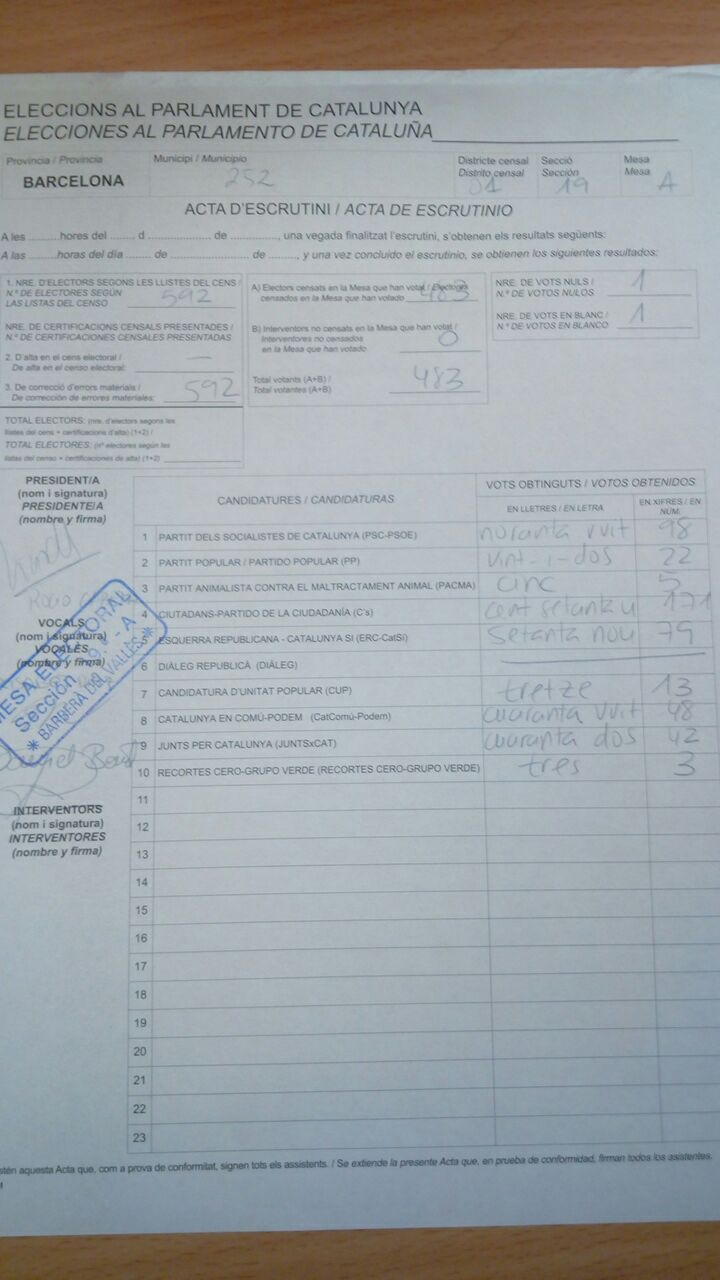 ELECCIONS AL PARLAMENT DE CATALUNYA
ELECCIONES AL PARLAMENTO DE CATALUÑA
Provincia / Provincia
BARCELONA
Municipi / Municipio
252
Districte censal
Distrito censal
01
Secció
Sección
19
Mesa
Mesa
A
ACTA D'ESCRUTINI / ACTA DE ESCRUTINIO
A les ...........hores del ..... d ...................... de ................, una vegada finalitzat l'escrutini, s'obtenen els resultats següents:
A las ...........horas del día ..... de ...................... de ............, y una vez concluido el escrutinio, se obtienen los siguientes resultados:
1. NRE. D'ELECTORS SEGONS LES LLISTES DEL CENS /
N.º DE ELECTORES SEGÚN
LAS LISTAS DEL CENSO
592
NRE. DE CERTIFICACIONS CENSALS PRESENTADES /
N.º DE CERTIFICACIONES CENSALES PRESENTADAS
2. D'alta en el cens electoral /
De alta en el censo electoral:
—
3. De correcció d'errors materials /
De corrección de errores materiales:
592
TOTAL ELECTORS: (nre. d'electors segons les
llistes del cens + certificacions d'alta) (1+2) /
TOTAL ELECTORES: (nº electores según las
listas del censo + certificaciones de alta) (1+2)
A) Electors censats en la Mesa que han votat / Electores
censados en la Mesa que han votado
483
B) Interventors no censats en la Mesa que han votat /
Interventores no censados
en la Mesa que han votado
0
Total votants (A+B) /
Total votantes (A+B)
483
NRE. DE VOTS NULS /
N.º DE VOTOS NULOS
1
NRE. DE VOTS EN BLANC /
N.º DE VOTOS EN BLANCO
1
PRESIDENT/A
(nom i signatura)
PRESIDENTE/A
(nombre y firma)
VOCALS
(nom i signatura)
VOCALES
(nombre y firma)
MESA ELECTORAL
Sección 19. - A
* BARBERÀ DEL VALLÈS *
INTERVENTORS
(nom i signatura)
INTERVENTORES
(nombre y firma)
CANDIDATURES / CANDIDATURAS
VOTS OBTINGUTS / VOTOS OBTENIDOS
EN LLETRES / EN LETRA
EN XIFRES / EN NÚM.
1 PARTIT DELS SOCIALISTES DE CATALUNYA (PSC-PSOE) noranta vuit 98
2 PARTIT POPULAR / PARTIDO POPULAR (PP) vint-i-dos 22
3 PARTIT ANIMALISTA CONTRA EL MALTRACTAMENT ANIMAL (PACMA) cinc 5
4 CIUTADANS-PARTIDO DE LA CIUDADANÍA (C's) cent setanta u 171
5 ESQUERRA REPUBLICANA - CATALUNYA SI (ERC-CatSí) setanta nou 79
6 DIÀLEG REPUBLICÀ (DIÀLEG)
7 CANDIDATURA D'UNITAT POPULAR (CUP) tretze 13
8 CATALUNYA EN COMÚ-PODEM (CatComú-Podem) cuaranta vuit 48
9 JUNTS PER CATALUNYA (JUNTSxCAT) cuaranta dos 42
10 RECORTES CERO-GRUPO VERDE (RECORTES CERO-GRUPO VERDE) tres 3
11
12
13
14
15
16
17
18
19
20
21
22
23
aquesta Acta que, com a prova de conformitat, signen tots els assistents. / Se extiende la presente Acta que, en prueba de conformidad, firman todos los asistentes.